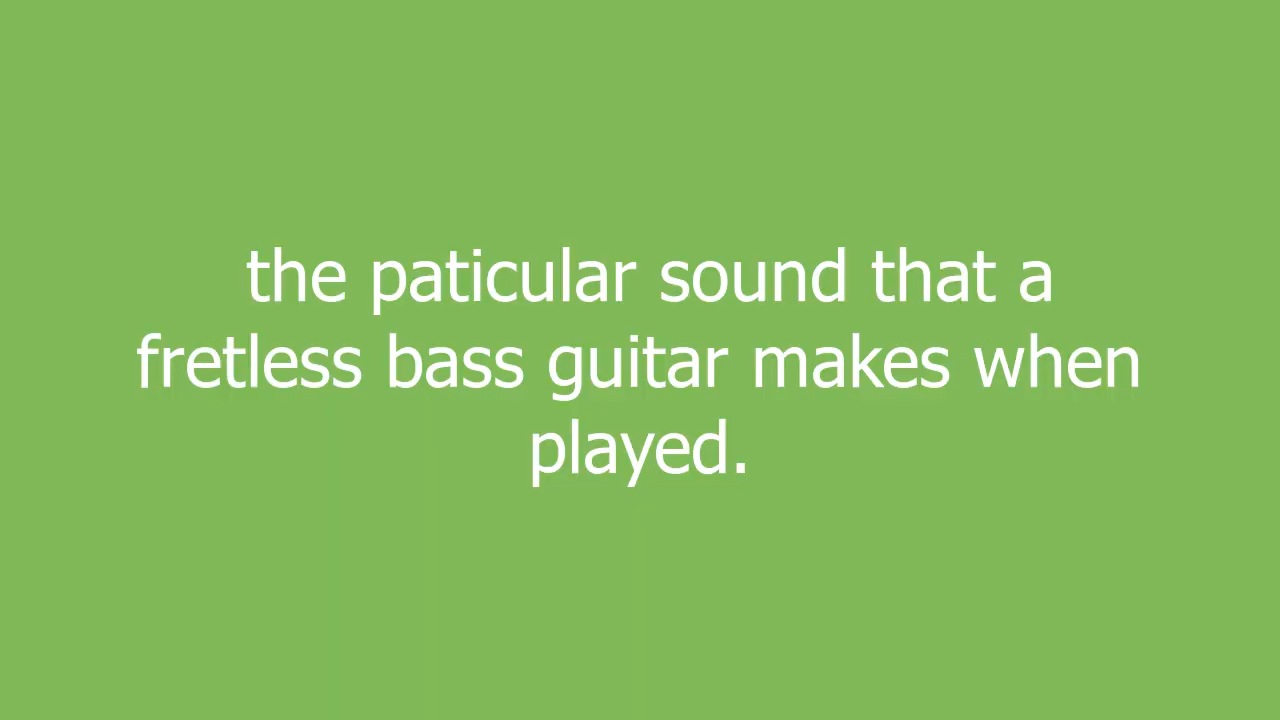 the paticular sound that a
fretless bass guitar makes when
played.